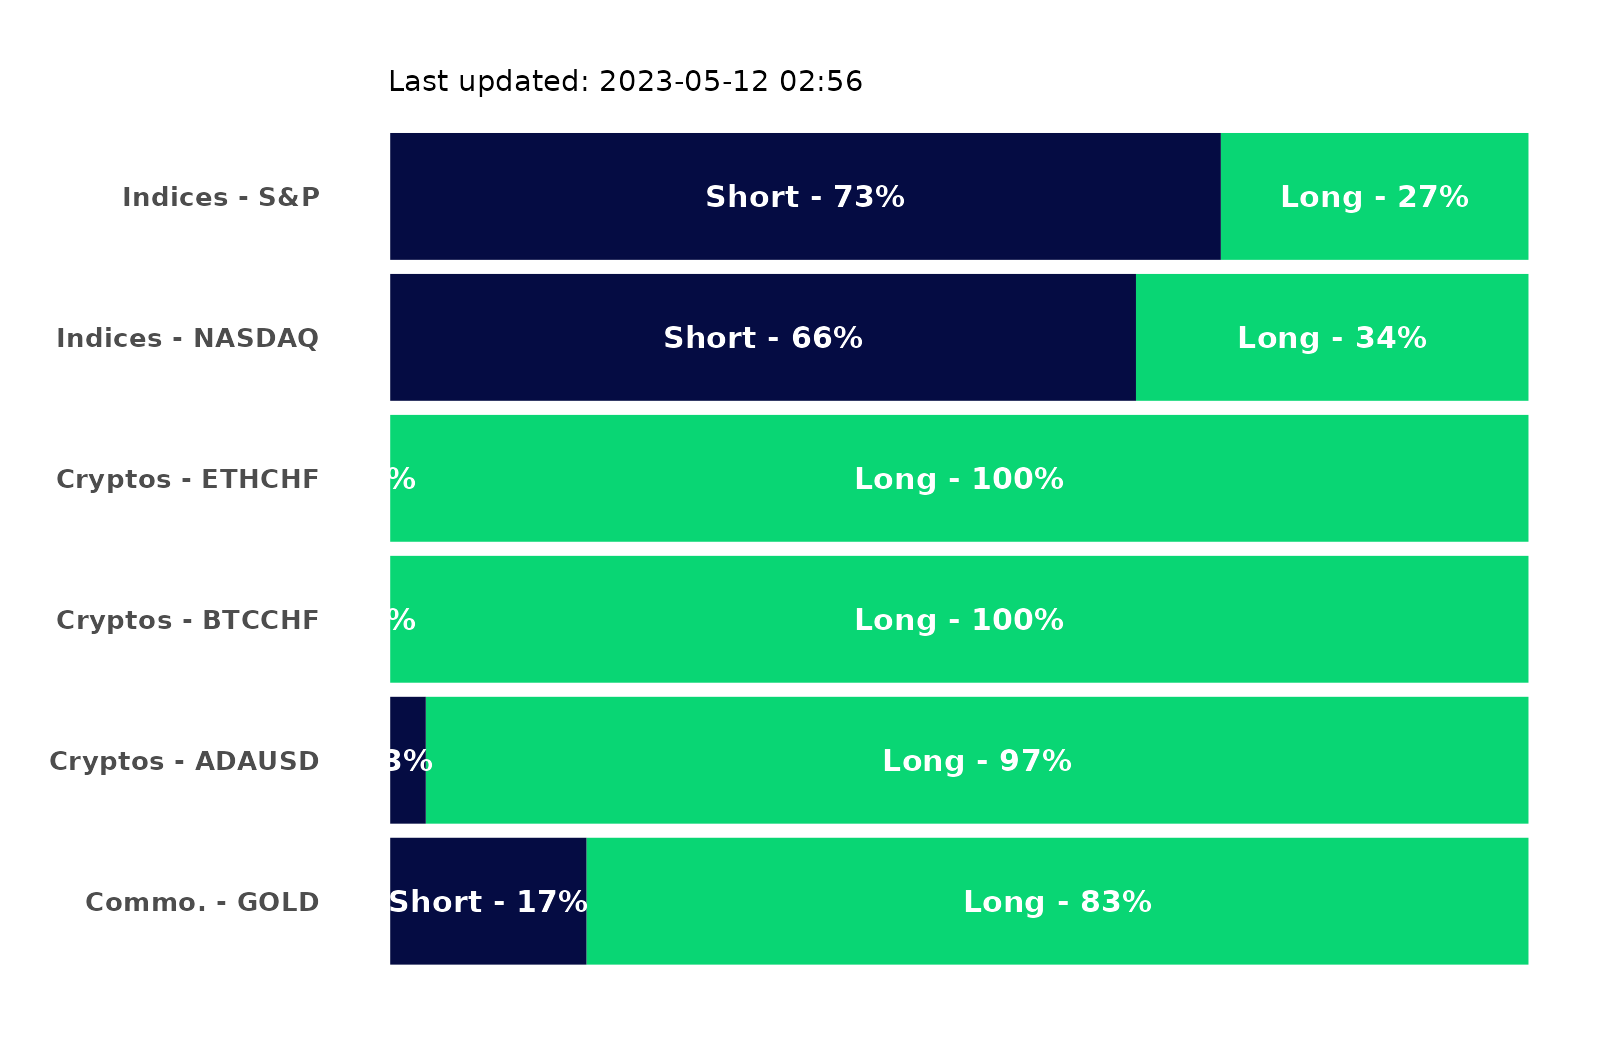 Last updated: 2023-05-12 02:56
Indices - S&P Short - 73% Long - 27%
Indices - NASDAQ Short - 66% Long - 34%
Cryptos - ETHCHF % Long - 100%
Cryptos - BTCCHF % Long - 100%
Cryptos - ADAUSD 3% Long - 97%
Commo. - GOLD Short - 17% Long - 83%